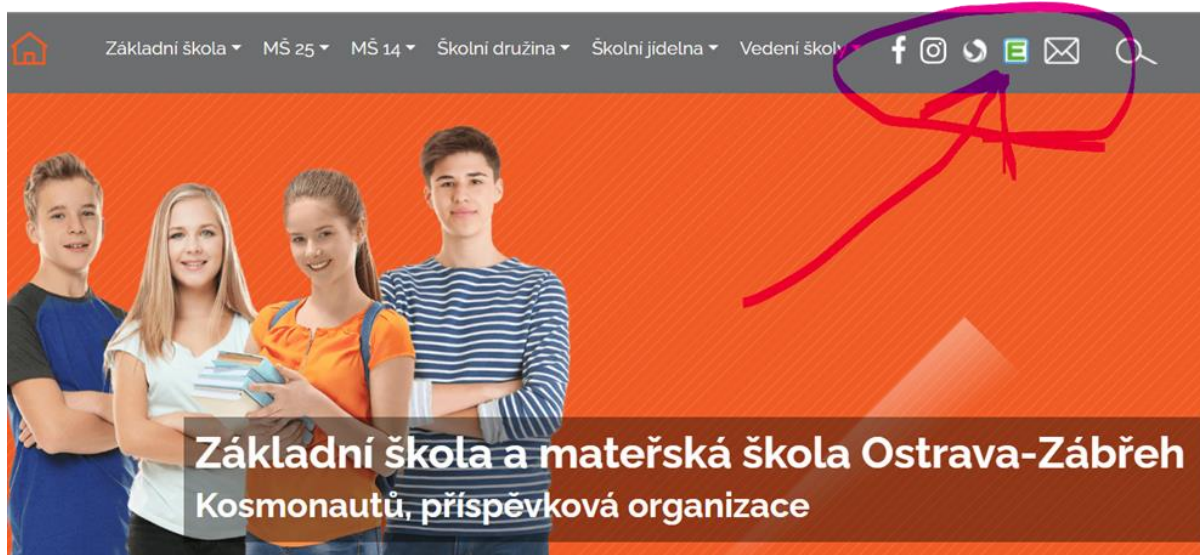 Základní škola MŠ 25 MŠ 14 Školní družina Školní jídelna Vedení školy f E
Základní škola a mateřská škola Ostrava-Zábřeh
Kosmonautů, příspěvková organizace